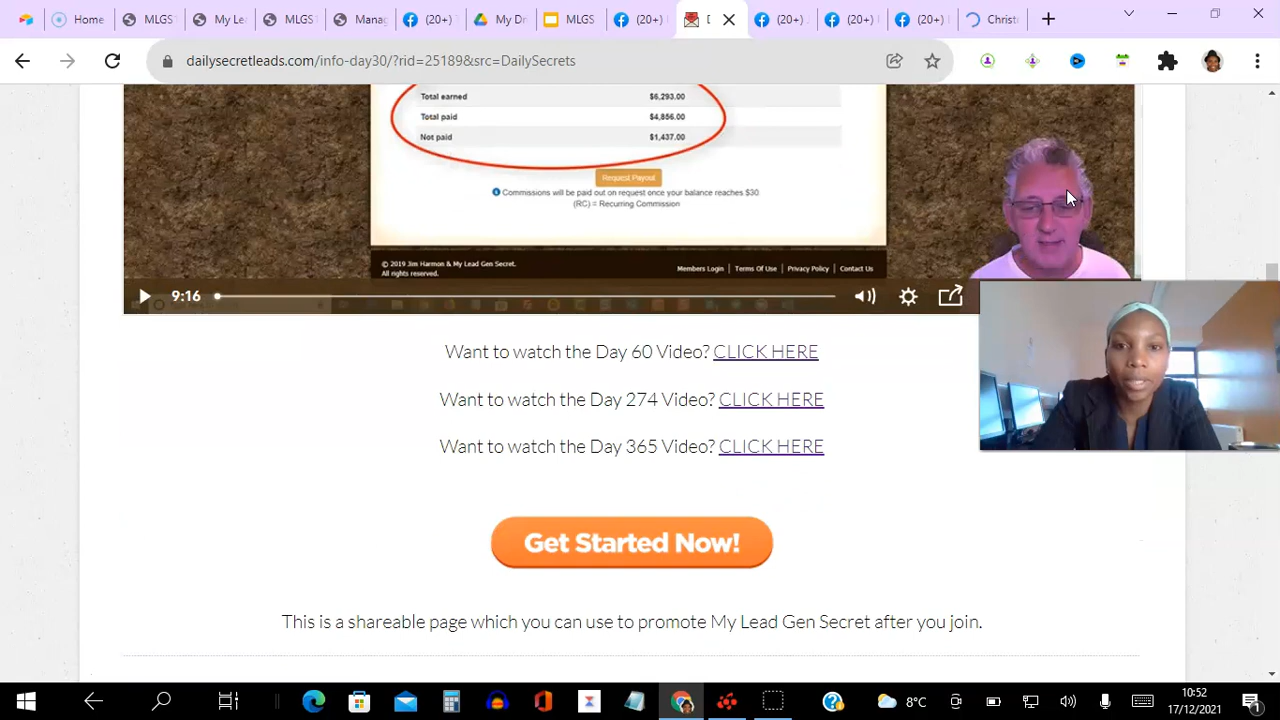 Home
MLGS
My Le
MLGS
Manag
(20+)
My Dr
MLGS
(20+)
D
(20+)
(20+)
(20+)
Christi
dailysecretleads.com/info-day30/?rid=25189&src=DailySecrets
Total earned $6,293.00
Total paid $4,856.00
Not paid $1,437.00
Request Payout
Commissions will be paid out on request once your balance reaches $30
(RC) = Recurring Commission
© 2019 Jim Harmon & My Lead Gen Secret.
All rights reserved.
Members Login | Terms Of Use | Privacy Policy | Contact Us
9:16
Want to watch the Day 60 Video? CLICK HERE
Want to watch the Day 274 Video? CLICK HERE
Want to watch the Day 365 Video? CLICK HERE
Get Started Now!
This is a shareable page which you can use to promote My Lead Gen Secret after you join.
8°C
10:52
17/12/2021